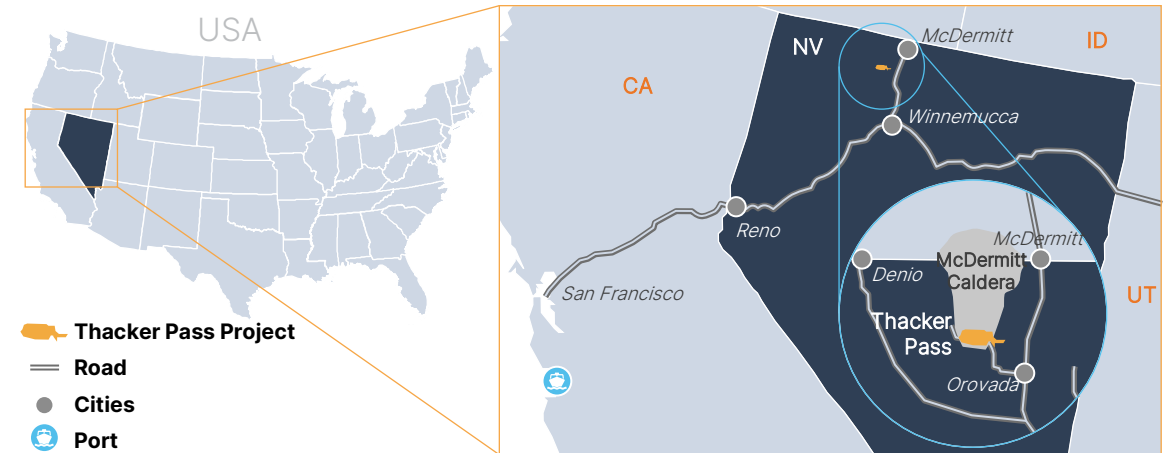 USA
NV
McDermitt
ID
CA
Winnemucca
Reno
McDermitt
McDermitt
Caldera
Denio
San Francisco
UT
Thacker
Pass
Orovada
Thacker Pass Project
Road
Cities
Port